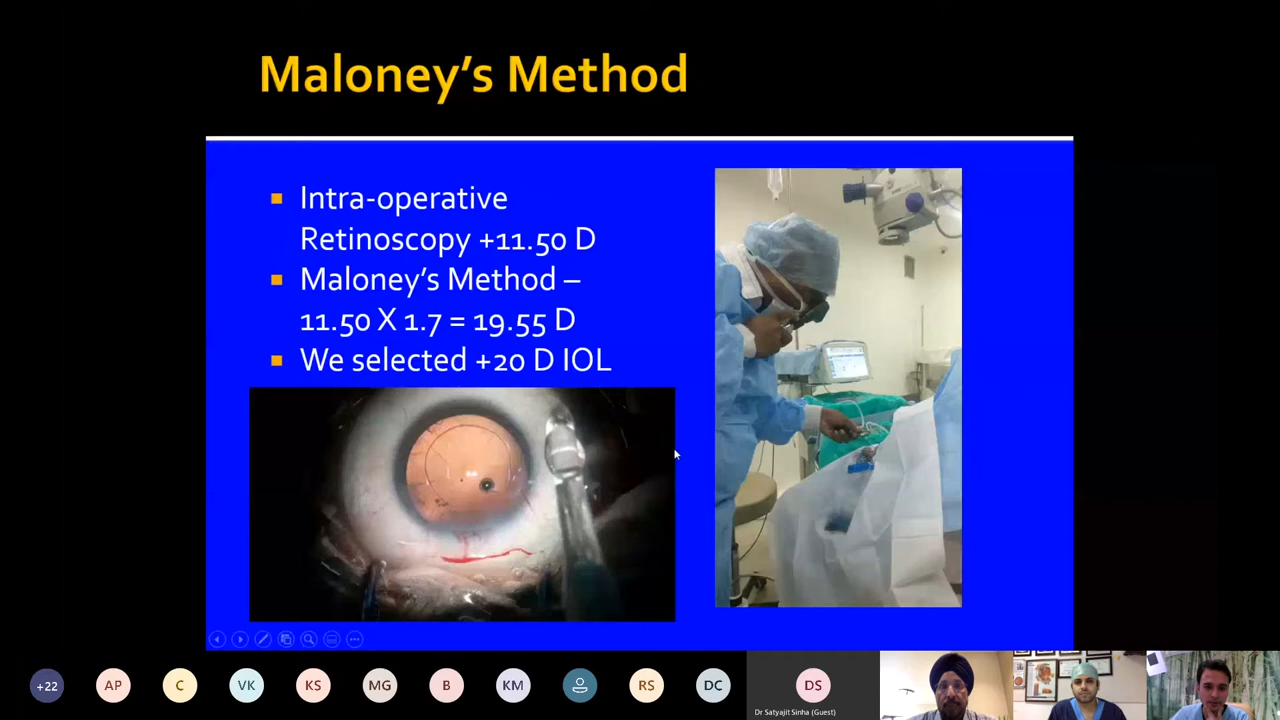 Maloney's Method
Intra-operative
Retinoscopy +11.50 D
Maloney's Method –
11.50 X 1.7 = 19.55 D
We selected +20 D IOL
+22
AP
C
VK
KS
MG
B
KM
RS
DC
DS
Dr Satyajit Sinha (Guest)